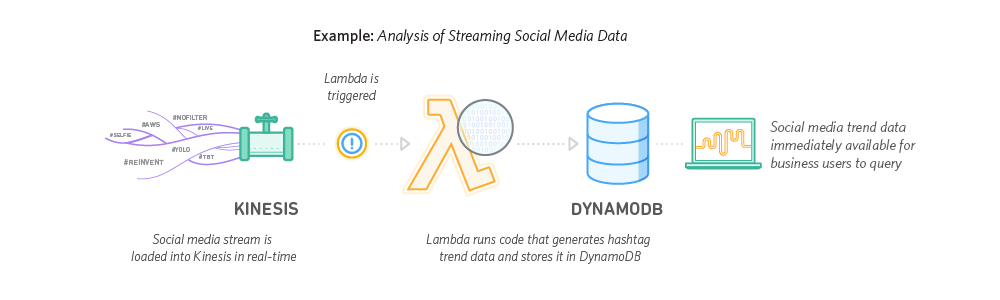 Example: Analysis of Streaming Social Media Data
Lambda is
triggered
#NOFILTER
#AWS
#LIVE
#SELFIE
#YOLO
#TBT
#REINVENT
Social media trend data
immediately available for
business users to query
KINESIS
DYNAMODB
Social media stream is
loaded into Kinesis in real-time
Lambda runs code that generates hashtag
trend data and stores it in DynamoDB